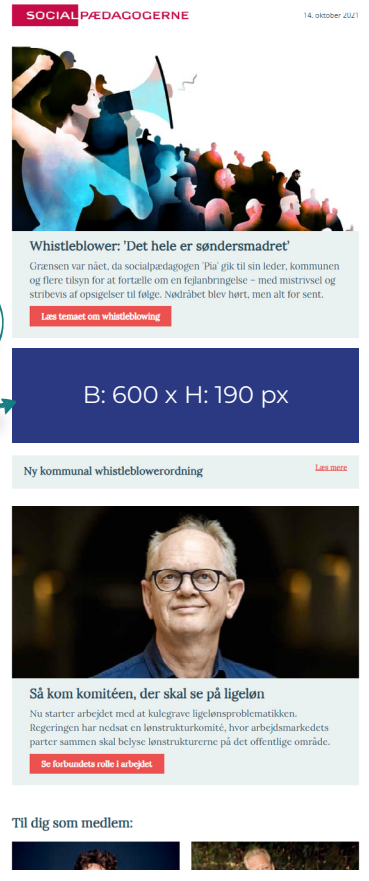 SOCIALPÆDAGOGERNE
14. oktober 2021
Whistleblower: 'Det hele er søndersmadret'
Grænsen var nået, da socialpædagogen 'Pia' gik til sin leder, kommunen
og flere tilsyn for at fortælle om en fejlanbringelse – med mistrivsel og
stribevis af opsigelser til følge. Nødråbet blev hørt, men alt for sent.
Læs temaet om whistleblowing
B: 600 x H: 190 px
Ny kommunal whistleblowerordning
Læs mere
Så kom komitéen, der skal se på ligeløn
Nu starter arbejdet med at kulegrave ligelønsproblematikken.
Regeringen har nedsat en lønstrukturkomité, hvor arbejdsmarkedets
parter sammen skal belyse lønstrukturerne på det offentlige område.
Se forbundets rolle i arbejdet
Til dig som medlem: